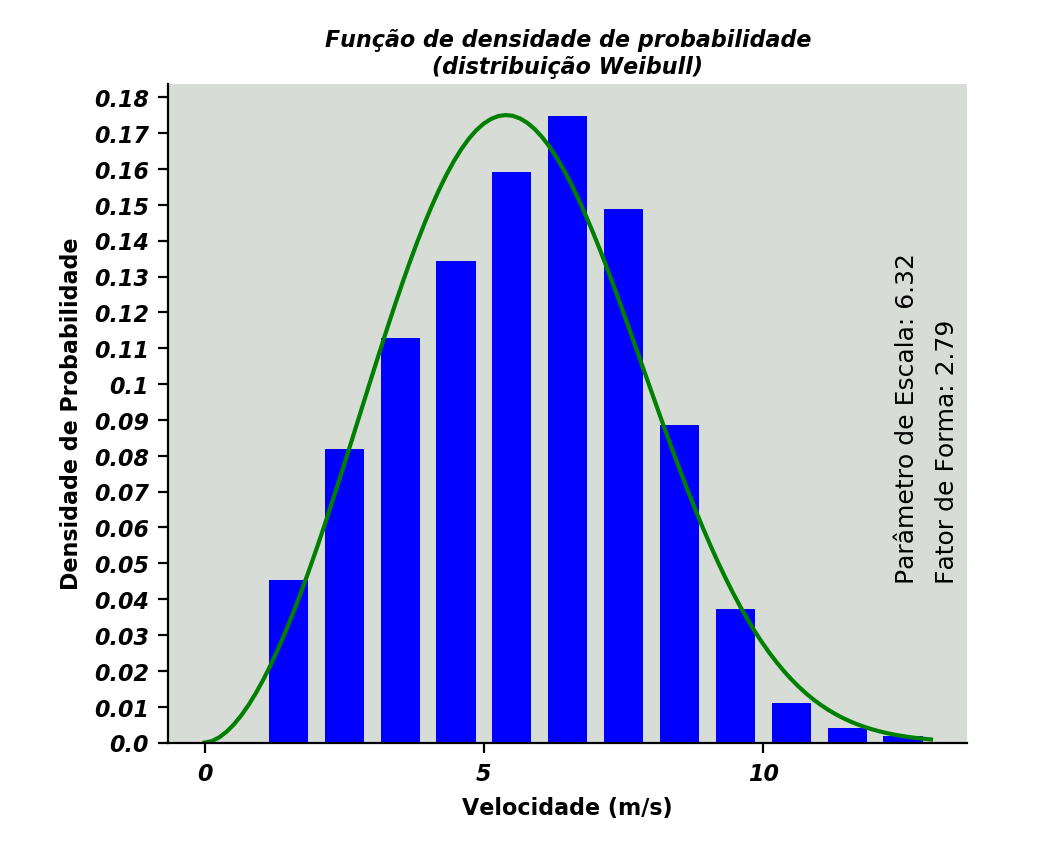 Função de densidade de probabilidade
(distribuição Weibull)
Densidade de Probabilidade
0.18
0.17
0.16
0.15
0.14
0.13
0.12
0.11
0.1
0.09
0.08
0.07
0.06
0.05
0.04
0.03
0.02
0.01
0.0
Parâmetro de Escala: 6.32
Fator de Forma: 2.79
0 5 10
Velocidade (m/s)